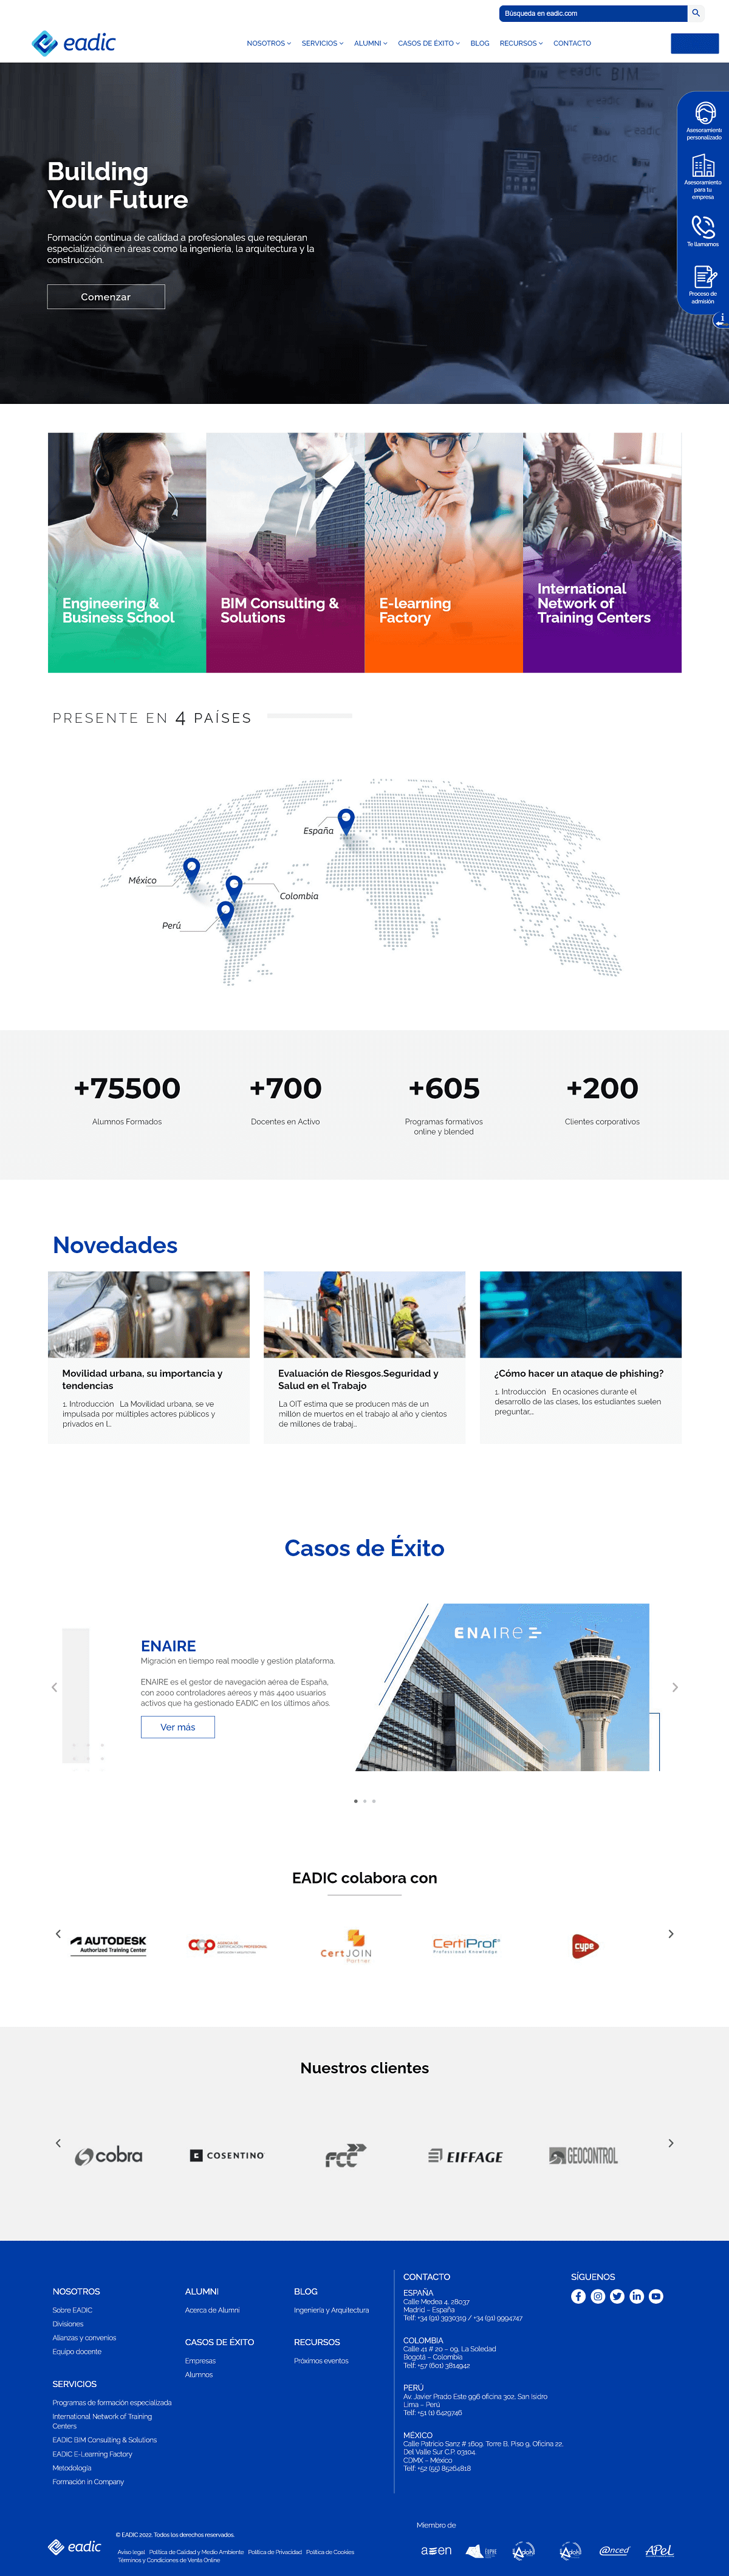 Búsqueda en eadic.com
eadic
NOSOTROS SERVICIOS ALUMNI CASOS DE EXITO BLOG RECURSOS CONTACTO
Building
Your Future
Formación continua de calidad a profesionales que requieran
especialización en áreas como la ingeniería, la arquitectura y la
construcción.
Comenzar
Asesoramiento
personalizado
Asesoramiento
para tu
empresa
Te llamamos
Proceso de
admisión
Engineering &
Business School
BIM Consulting &
Solutions
E-learning
Factory
International
Network of
Training Centers
PRESENTE EN 4 PAÍSES
España
México
Colombia
Perú
+75500
Alumnos Formados
+700
Docentes en Activo
+605
Programas formativos
online y blended
+200
Clientes corporativos
Novedades
Movilidad urbana, su importancia y
tendencias
1. Introducción La Movilidad urbana, se ve
impulsada por múltiples actores públicos y
privados en l...
Evaluación de Riesgos.Seguridad y
Salud en el Trabajo
La OIT estima que se producen más de un
millón de muertos en el trabajo al año y cientos
de millones de trabaj...
¿Cómo hacer un ataque de phishing?
1. Introducción En ocasiones durante el
desarrollo de las clases, los estudiantes suelen
preguntar,...
Casos de Éxito
ENAIRE
Migración en tiempo real moodle y gestión plataforma.
ENAIRE es el gestor de navegación aérea de España,
con 2000 controladores aéreos y más 4400 usuarios
activos que ha gestionado EADIC en los últimos años.
Ver más
ENAIRe
EADIC colabora con
AUTODESK
Authorized Training Center
acp AGENCIA DE CERTIFICACIÓN PROFESIONAL
CertJOIN
Partner
CertiProf
Professional Knowledge
cype
Nuestros clientes
cobra
COSENTINO
FCC
EIFFAGE
GEOCONTROL
NOSOTROS
Sobre EADIC
Divisiones
Alianzas y convenios
Equipo docente
SERVICIOS
Programas de formación especializada
International Network of Training
Centers
EADIC BIM Consulting & Solutions
EADIC E-Learning Factory
Metodología
Formación in Company
ALUMNI
Acerca de Alumni
CASOS DE ÉXITO
Empresas
Alumnos
BLOG
Ingeniería y Arquitectura
RECURSOS
Próximos eventos
CONTACTO
ESPAÑA
Calle Medea 4, 28037
Madrid – España
Telf: +34 (91) 3930319 / +34 (91) 9994747
COLOMBIA
Calle 41 # 20 – 09, La Soledad
Bogotá – Colombia
Telf: +57 (601) 3814942
PERÚ
Av. Javier Prado Este 996 oficina 302, San isidro
Lima – Perú
Telf: +51 (1) 6429746
MÉXICO
Calle Patricio Sanz # 1609. Torre B, Piso 9, Oficina 22,
Del Valle Sur C.P. 03104
CDMX – México
Telf: +52 (55) 85264818
SÍGUENOS
eadic
© EADIC 2022. Todos los derechos reservados.
Aviso legal Política de Calidad y Medio Ambiente Política de Privacidad Política de Cookies
Términos y Condiciones de Venta Online
Miembro de
@nced
APeL